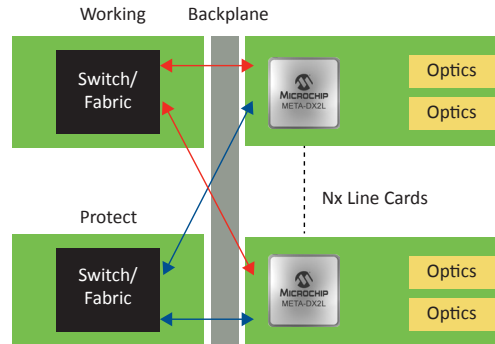 Working
Backplane
Switch/
Fabric
MICROCHIP
META-DX2L
Optics
Optics
Nx Line Cards
Protect
Switch/
Fabric
MICROCHIP
META-DX2L
Optics
Optics